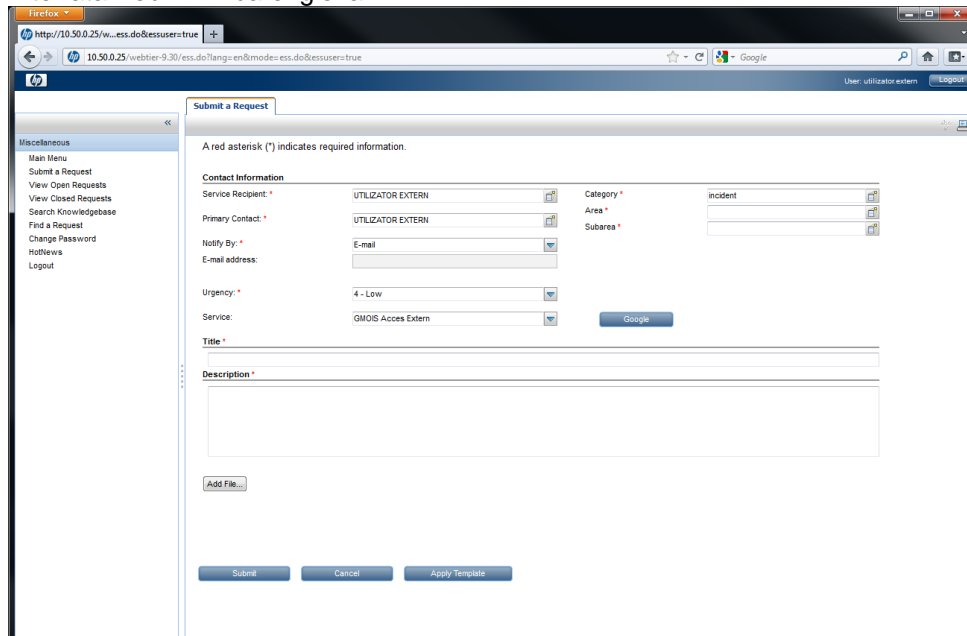 Firefox
http://10.50.0.25/w...ess.do&essuser=true
10.50.0.25/webtier-9.30/ess.do?lang=en&mode=ess.do&essuser=true
Google
hp
User: utilizator.extern Logout
Submit a Request
«
Miscellaneous
Main Menu
Submit a Request
View Open Requests
View Closed Requests
Search Knowledgebase
Find a Request
Change Password
HotNews
Logout
A red asterisk (*) indicates required information.
Contact Information
Service Recipient: * UTILIZATOR EXTERN
Primary Contact: * UTILIZATOR EXTERN
Notify By: * E-mail
E-mail address:
Category * incident
Area *
Subarea *
Urgency: * 4 - Low
Service: GMOIS Acces Extern
Google
Title *
Description *
Add File...
Submit Cancel Apply Template